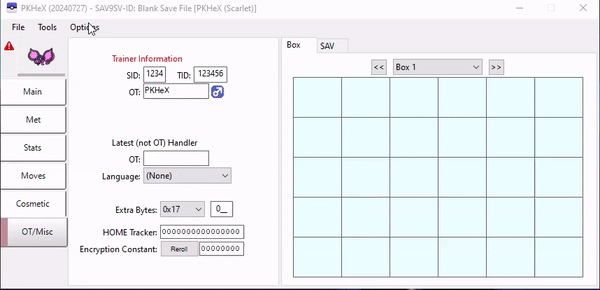 PKHeX (20240727) - SAV9SV-ID: Blank Save File [PKHeX (Scarlet)]
File Tools Options
Main
Met
Stats
Moves
Cosmetic
OT/Misc
Trainer Information
SID: 1234 TID: 123456
OT: PKHeX
Latest (not OT) Handler
OT:
Language: (None)
Extra Bytes: 0x17 0_
HOME Tracker: 0000000000000000
Encryption Constant: Reroll 00000000
Box SAV
<< Box 1 >>